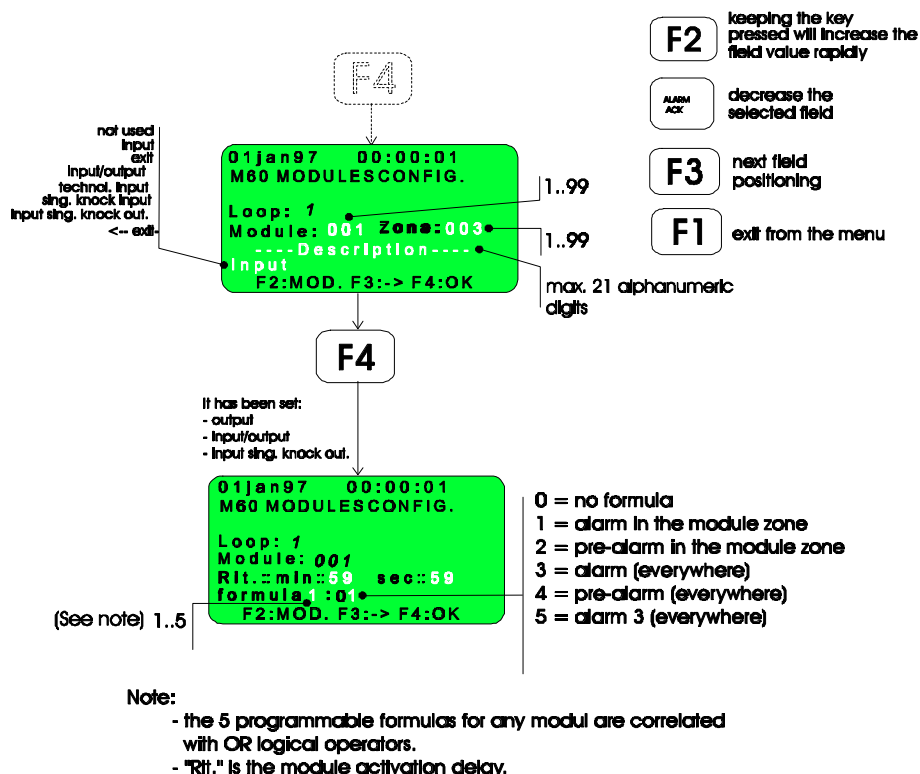 F4
F2
keeping the key
pressed will increase the
field value rapidly
ALARM
ACK
decrease the
selected field
F3
next field
positioning
F1
exit from the menu
not used
input
exit
input/output
technol. input
sing. knock input
input sing. knock out.
<-- exit-
01jan97 00:00:01
M60 MODULESCONFIG.
Loop: 1
Module: 001 Zone:003
----Description----
Input
F2:MOD. F3:-> F4:OK
1..99
1..99
max. 21 alphanumeric
digits
F4
It has been set:
- output
- input/output
- input sing. knock out.
01jan97 00:00:01
M60 MODULESCONFIG.
Loop: 1
Module: 001
Rit.::min::59 sec::59
formula1 :01
F2:MOD. F3:-> F4:OK
(See note) 1..5
0 = no formula
1 = alarm in the module zone
2 = pre-alarm in the module zone
3 = alarm (everywhere)
4 = pre-alarm (everywhere)
5 = alarm 3 (everywhere)
Note:
- the 5 programmable formulas for any modul are correlated
with OR logical operators.
- "Rit." is the module activation delay.